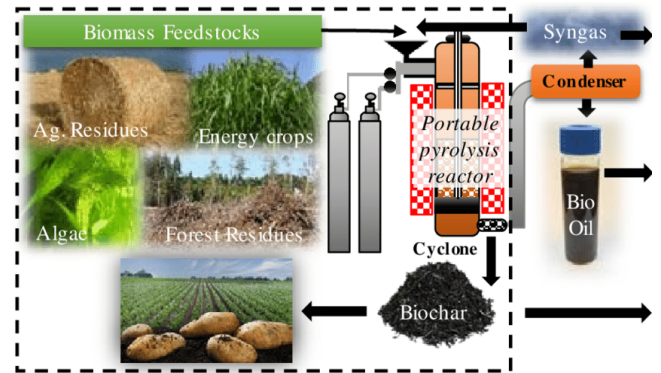 Biomass Feedstocks
Syngas
Condenser
Ag. Residues
Energy crops
Portable
pyrolysis
reactor
Bio
Oil
Algae
Forest Residues
Cyclone
Biochar